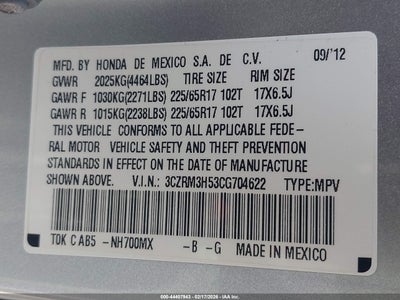 MFD. BY HONDA DE MEXICO S.A. DE C.V. 09/'12
GVWR 2025KG(4464LBS) TIRE SIZE RIM SIZE
GAWR F 1030KG(2271LBS) 225/65R17 102T 17X6.5J
GAWR R 1015KG(2238LBS) 225/65R17 102T 17X6.5J
THIS VEHICLE CONFORMS TO ALL APPLICABLE FEDE-
RAL MOTOR VEHICLE SAFETY AND THEFT PREVENTION
STANDARDS IN EFFECT ON THE DATE OF MANUFACTURE
SHOWN ABOVE. V.I.N.: 3CZRM3H53CG704622 TYPE:MPV
TDK C AB5 -NH700MX -B -G MADE IN MEXICO
000-44407943 - 02/17/2026 - IAA Inc.